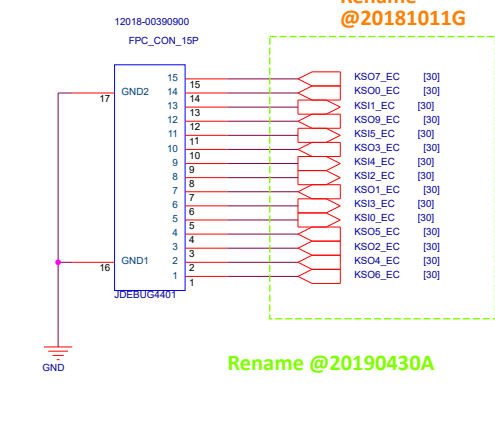 Rename
@20181011G
12018-00390900
FPC_CON_15P
15 15 KSO7_EC [30]
GND2 14 14 KSO0_EC [30]
17 13 13 KSI1_EC [30]
12 12 KSO9_EC [30]
11 11 KSI5_EC [30]
10 10 KSO3_EC [30]
9 9 KSI4_EC [30]
8 8 KSI2_EC [30]
7 7 KSO1_EC [30]
6 6 KSI3_EC [30]
5 5 KSI0_EC [30]
4 4 KSO5_EC [30]
3 3 KSO2_EC [30]
GND1 2 2 KSO4_EC [30]
16 1 1 KSO6_EC [30]
JDEBUG4401
GND
Rename @20190430A